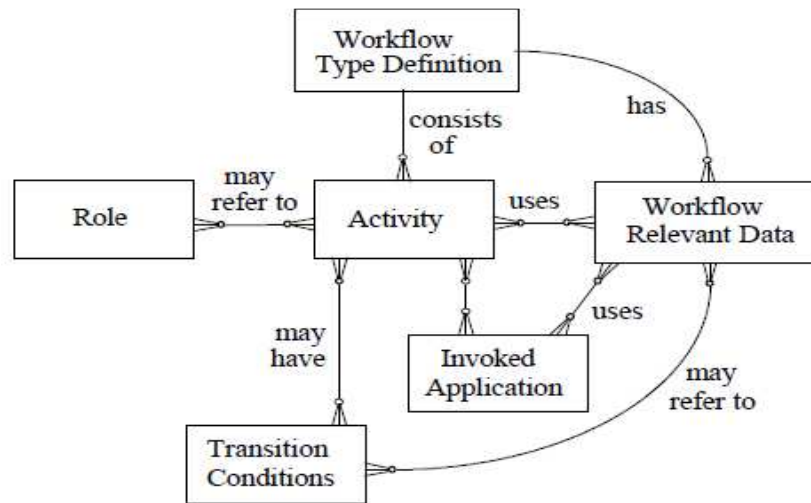 Workflow
Type Definition
consists
of
has
may
refer to
Role
Activity
uses
Workflow
Relevant Data
may
have
Invoked
Application
uses
may
refer to
Transition
Conditions